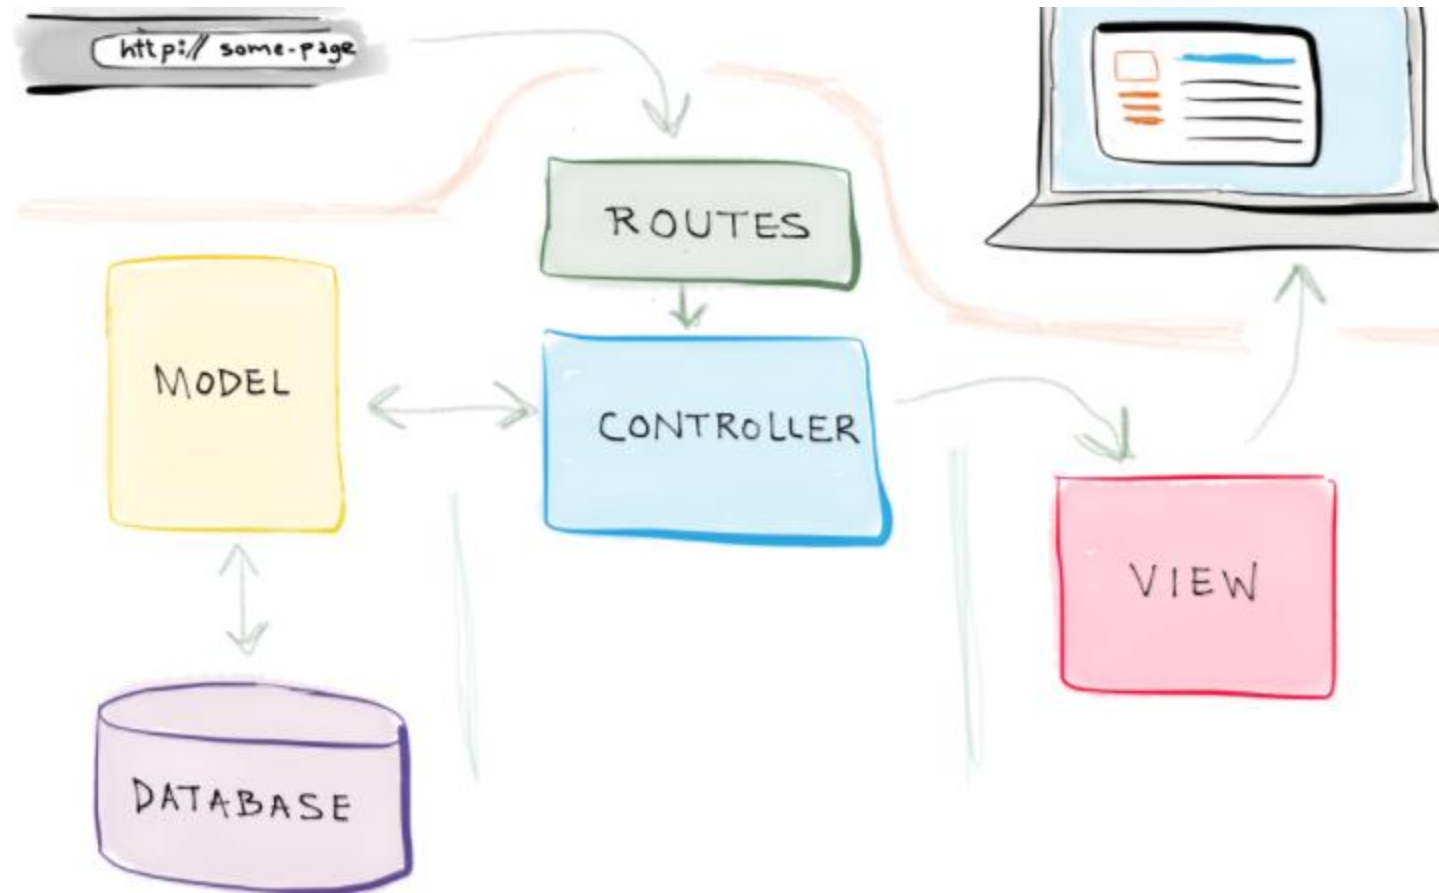 http:// some-page
ROUTES
MODEL
CONTROLLER
VIEW
DATABASE